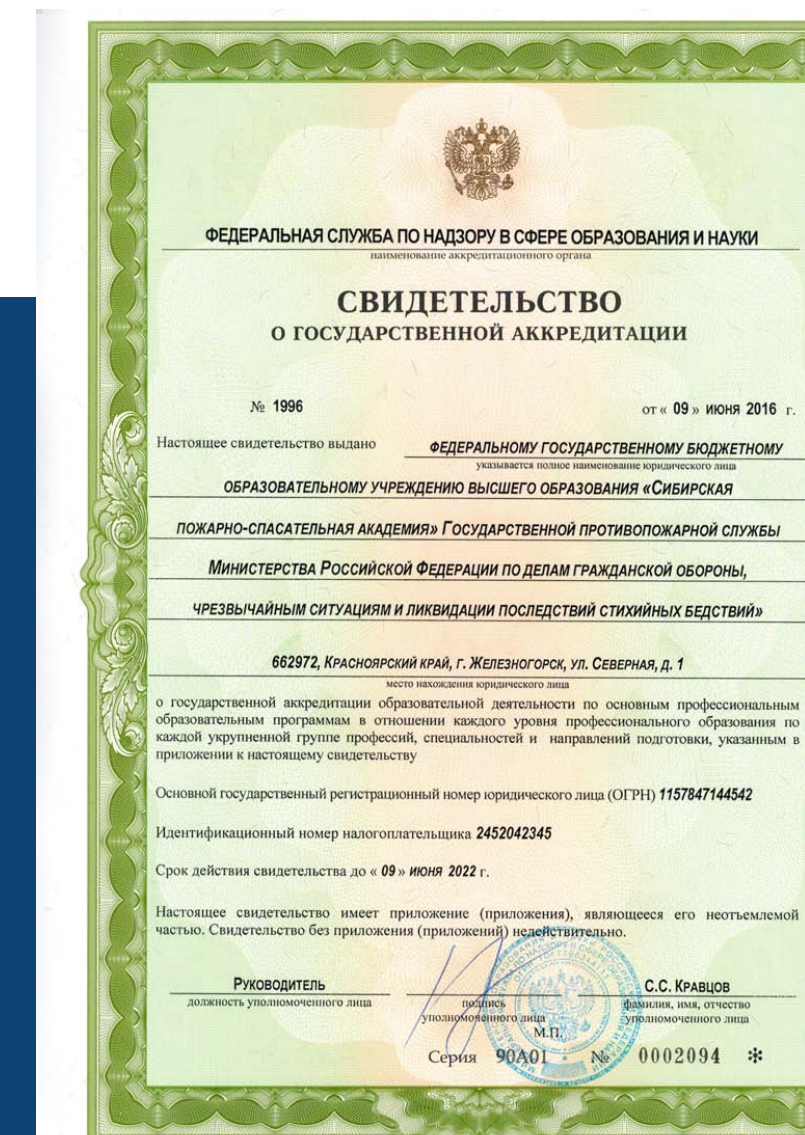 ФЕДЕРАЛЬНАЯ СЛУЖБА ПО НАДЗОРУ В СФЕРЕ ОБРАЗОВАНИЯ И НАУКИ
наименование аккредитационного органа
СВИДЕТЕЛЬСТВО
О ГОСУДАРСТВЕННОЙ АККРЕДИТАЦИИ
№ 1996 от « 09 » июня 2016 г.
Настоящее свидетельство выдано ФЕДЕРАЛЬНОМУ ГОСУДАРСТВЕННОМУ БЮДЖЕТНОМУ
указывается полное наименование юридического лица
ОБРАЗОВАТЕЛЬНОМУ УЧРЕЖДЕНИЮ ВЫСШЕГО ОБРАЗОВАНИЯ «СИБИРСКАЯ
ПОЖАРНО-СПАСАТЕЛЬНАЯ АКАДЕМИЯ» ГОСУДАРСТВЕННОЙ ПРОТИВОПОЖАРНОЙ СЛУЖБЫ
МИНИСТЕРСТВА РОССИЙСКОЙ ФЕДЕРАЦИИ ПО ДЕЛАМ ГРАЖДАНСКОЙ ОБОРОНЫ,
ЧРЕЗВЫЧАЙНЫМ СИТУАЦИЯМ И ЛИКВИДАЦИИ ПОСЛЕДСТВИЙ СТИХИЙНЫХ БЕДСТВИЙ»
662972, КРАСНОЯРСКИЙ КРАЙ, Г. ЖЕЛЕЗНОГОРСК, УЛ. СЕВЕРНАЯ, Д. 1
место нахождения юридического лица
о государственной аккредитации образовательной деятельности по основным профессиональным
образовательным программам в отношении каждого уровня профессионального образования по
каждой укрупненной группе профессий, специальностей и направлений подготовки, указанным в
приложении к настоящему свидетельству
Основной государственный регистрационный номер юридического лица (ОГРН) 1157847144542
Идентификационный номер налогоплательщика 2452042345
Срок действия свидетельства до « 09 » июня 2022 г.
Настоящее свидетельство имеет приложение (приложения), являющееся его неотъемлемой
частью. Свидетельство без приложения (приложений) недействительно.
РУКОВОДИТЕЛЬ С.С. КРАВЦОВ
должность уполномоченного лица подпись фамилия, имя, отчество
уполномоченного лица уполномоченного лица
М.П.
Серия 90А01 № 0002094 *